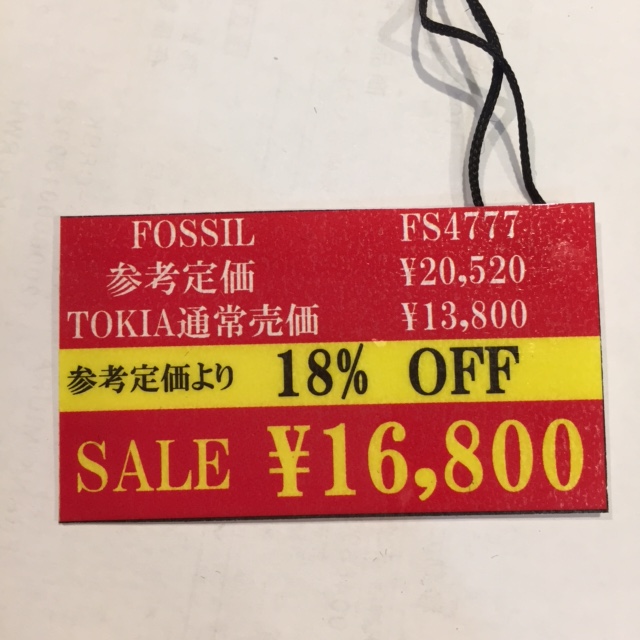 FOSSIL FS4777
参考定価 ¥20,520
TOKIA通常売価 ¥13,800
参考定価より 18% OFF
SALE ¥16,800